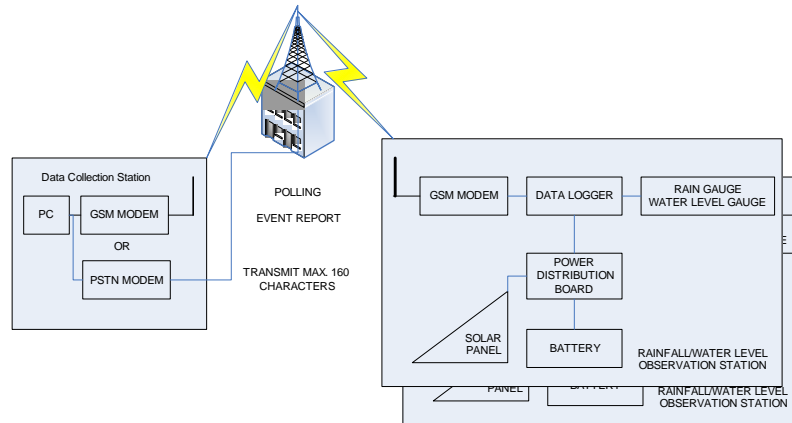 Data Collection Station
PC
GSM MODEM
OR
PSTN MODEM
POLLING
EVENT REPORT
TRANSMIT MAX. 160
CHARACTERS
GSM MODEM
DATA LOGGER
RAIN GAUGE
WATER LEVEL GAUGE
POWER
DISTRIBUTION
BOARD
SOLAR
PANEL
BATTERY
RAINFALL/WATER LEVEL
OBSERVATION STATION
PANEL
BATTERY
RAINFALL/WATER LEVEL
OBSERVATION STATION